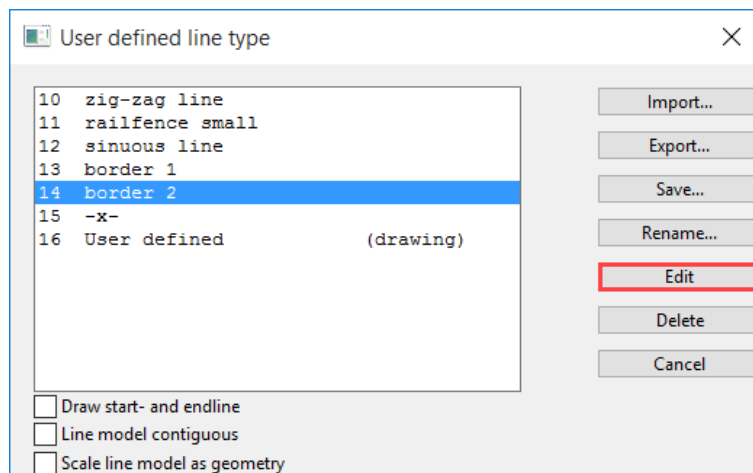 User defined line type
10 zig-zag line
11 railfence small
12 sinuous line
13 border 1
14 border 2
15 -x-
16 User defined (drawing)
Import...
Export...
Save...
Rename...
Edit
Delete
Cancel
Draw start- and endline
Line model contiguous
Scale line model as geometry